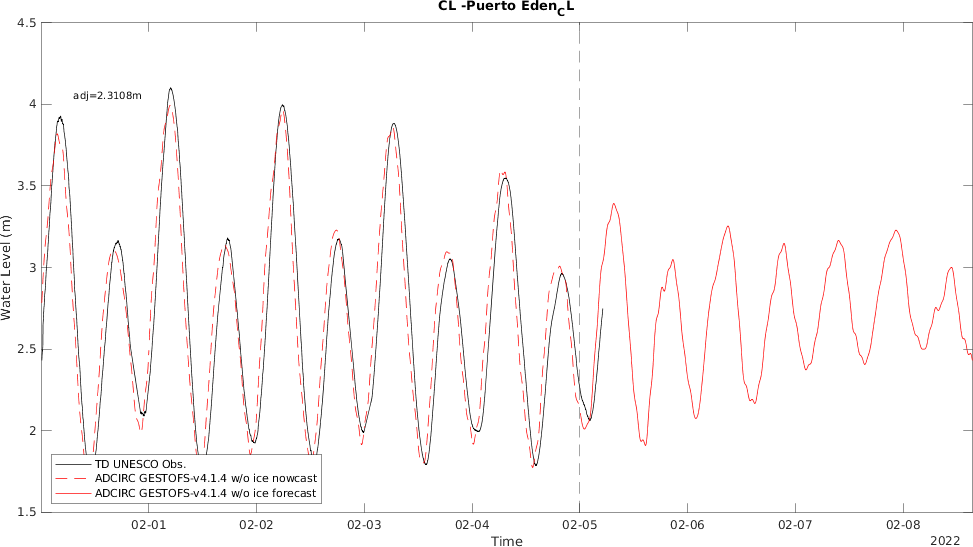 CL -Puerto Eden_CL
adj=2.3108m
4.5
4
3.5
3
2.5
2
1.5
Water Level (m)
TD UNESCO Obs.
ADCIRC GESTOFS-v4.1.4 w/o ice nowcast
ADCIRC GESTOFS-v4.1.4 w/o ice forecast
02-01 02-02 02-03 02-04 02-05 02-06 02-07 02-08
Time
2022